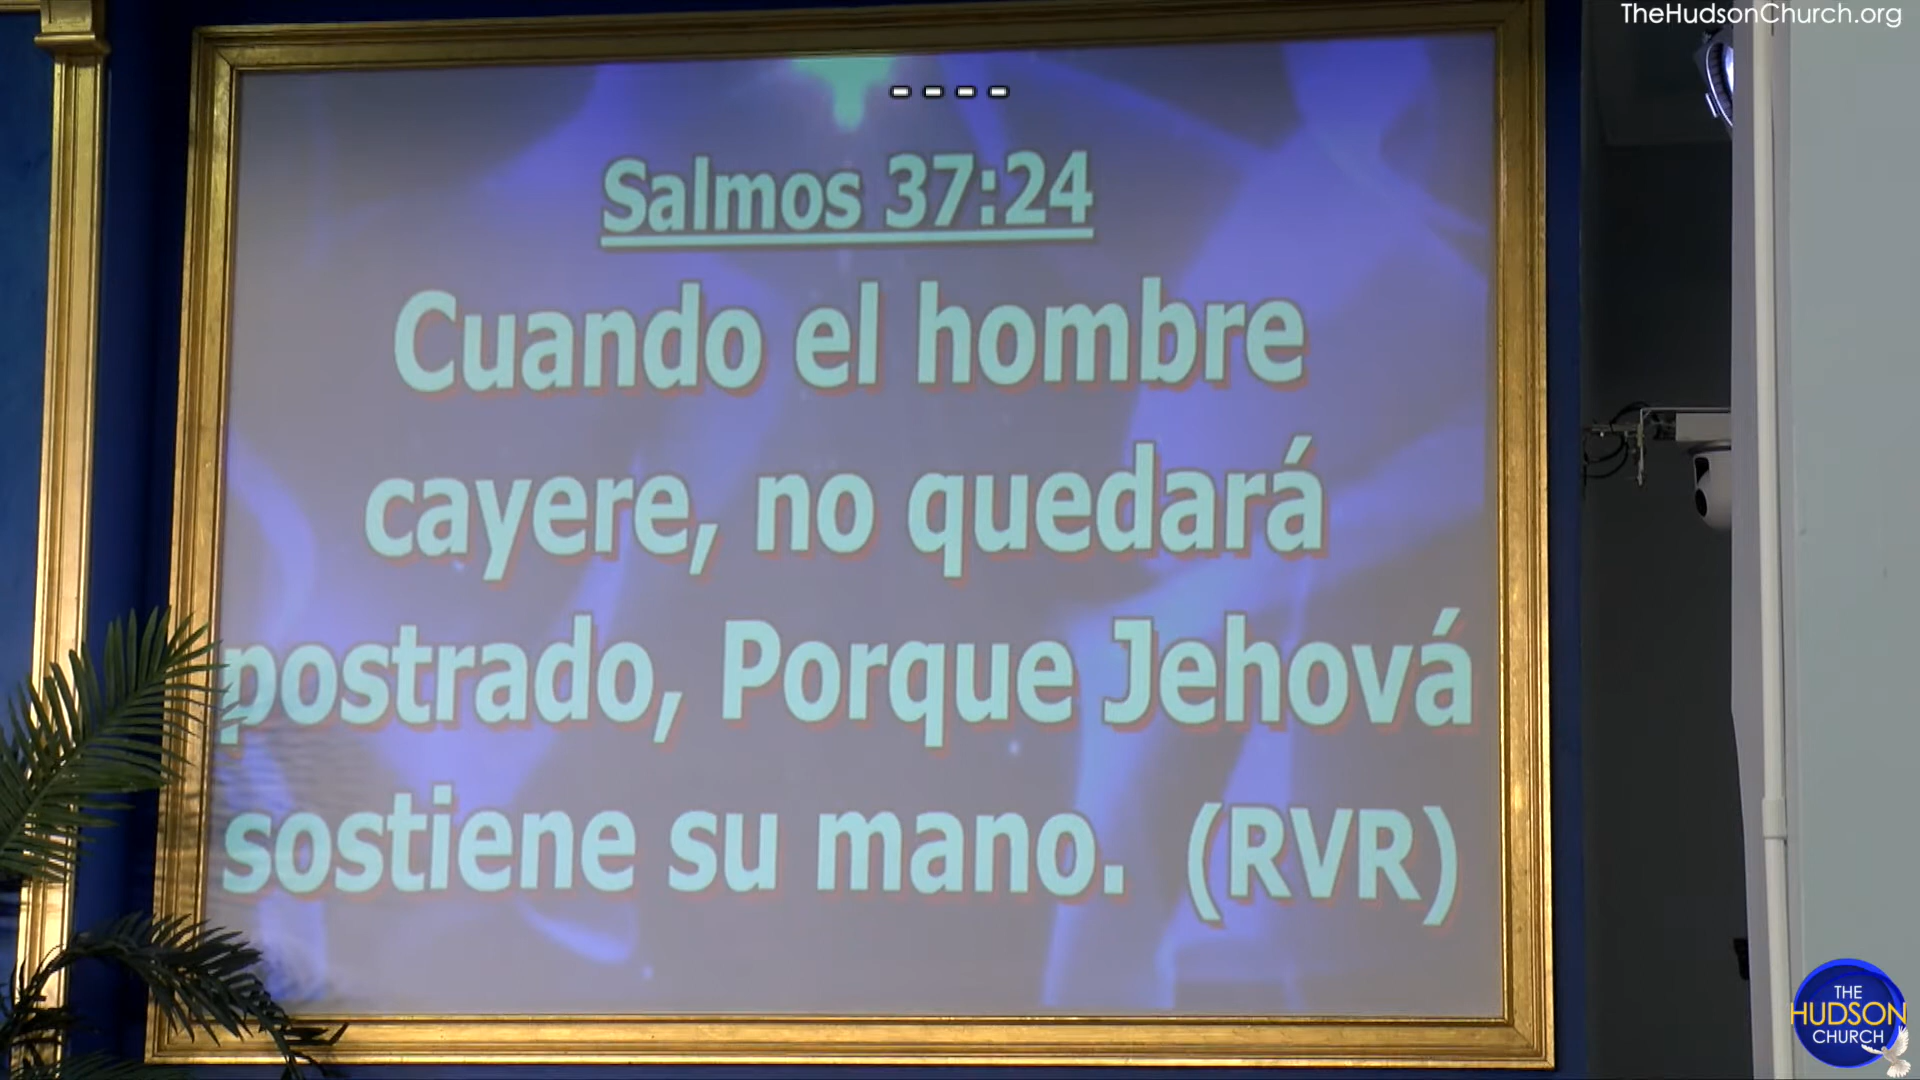 TheHudsonChurch.org
Salmos 37:24
Cuando el hombre
cayere, no quedará
postrado, Porque Jehová
sostiene su mano. (RVR)
THE
HUDSON
CHURCH